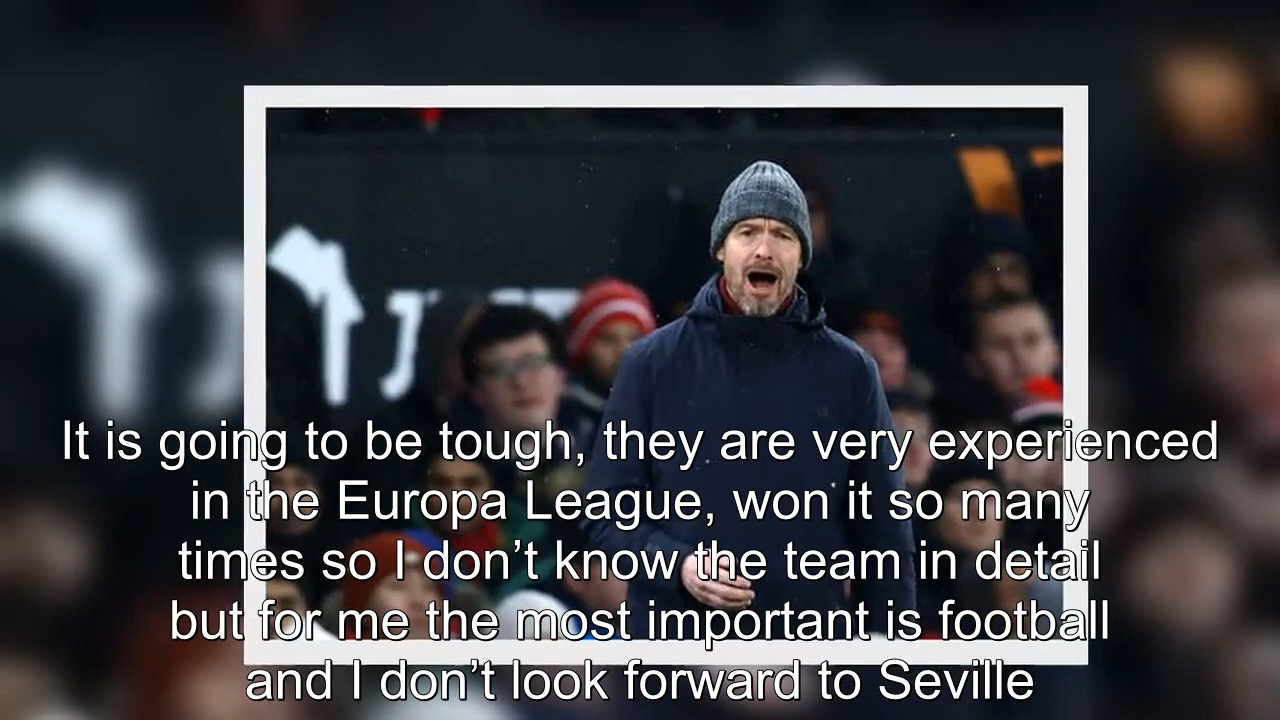 It is going to be tough, they are very experienced
in the Europa League, won it so many
times so I don’t know the team in detail
but for me the most important is football
and I don’t look forward to Seville